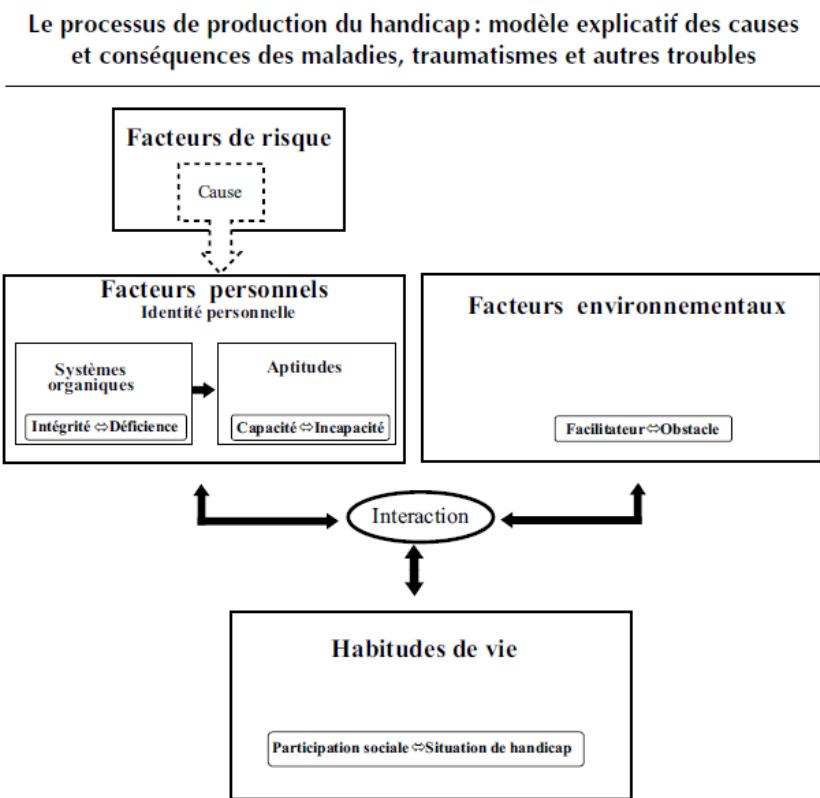 Le processus de production du handicap : modèle explicatif des causes
et conséquences des maladies, traumatismes et autres troubles
Facteurs de risque
Cause
Facteurs personnels
Identité personnelle
Systèmes
organiques
Intégrité ⇔ Déficience
Aptitudes
Capacité ⇔ Incapacité
Facteurs environnementaux
Facilitateur ⇔ Obstacle
Interaction
Habitudes de vie
Participation sociale ⇔ Situation de handicap